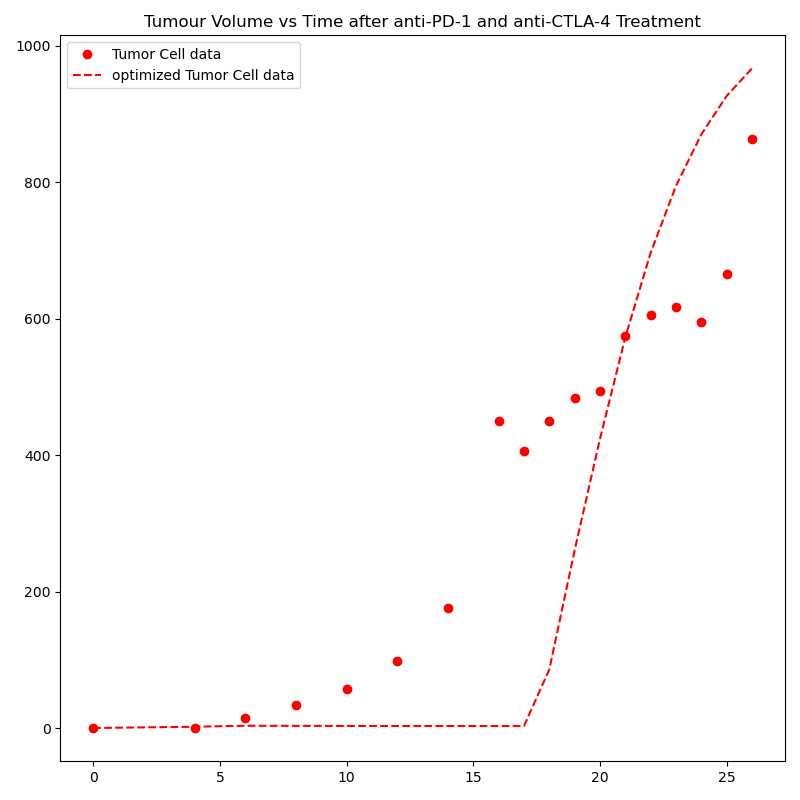 Tumour Volume vs Time after anti-PD-1 and anti-CTLA-4 Treatment
Tumor Cell data
optimized Tumor Cell data
1000
800
600
400
200
0
0 5 10 15 20 25